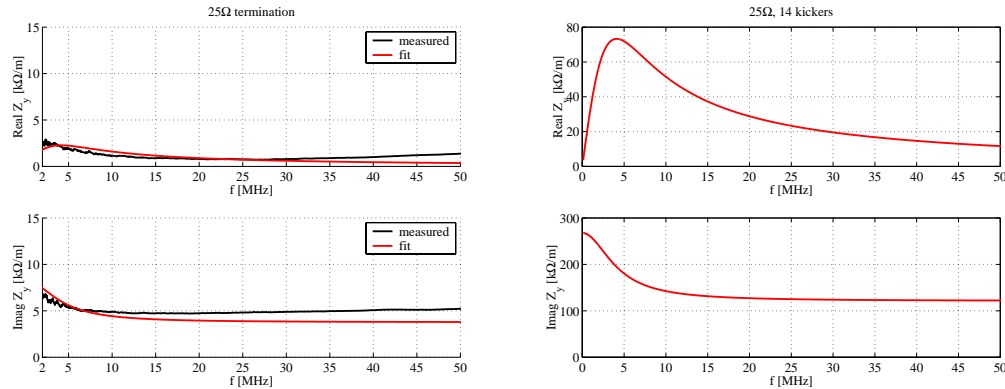 25Ω termination
15
10
5
0
Real Z_y [kΩ/m]
measured
fit
2 5 10 15 20 25 30 35 40 45 50
f [MHz]
15
10
5
0
Imag Z_y [kΩ/m]
measured
fit
2 5 10 15 20 25 30 35 40 45 50
f [MHz]
25Ω, 14 kickers
80
60
40
20
0
Real Z_y [kΩ/m]
0 5 10 15 20 25 30 35 40 45 50
f [MHz]
300
200
100
0
Imag Z_y [kΩ/m]
0 5 10 15 20 25 30 35 40 45 50
f [MHz]